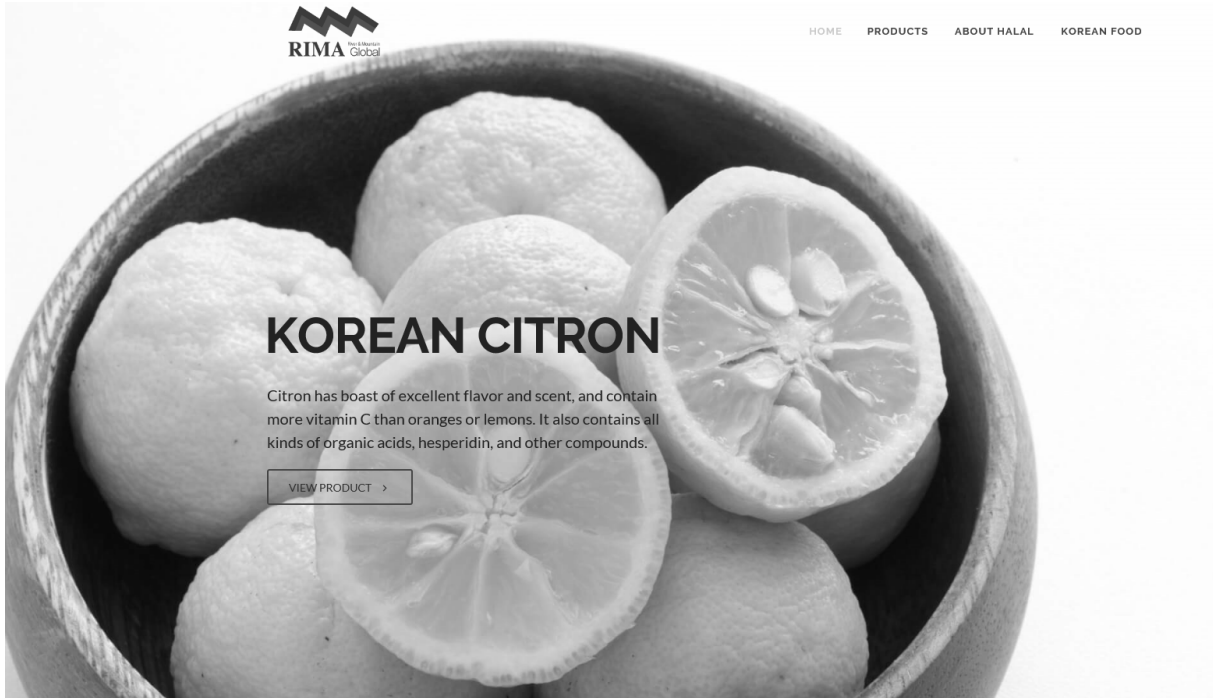 RIMA
River & Mountain
Global
HOME PRODUCTS ABOUT HALAL KOREAN FOOD
KOREAN CITRON
Citron has boast of excellent flavor and scent, and contain
more vitamin C than oranges or lemons. It also contains all
kinds of organic acids, hesperidin, and other compounds.
VIEW PRODUCT >